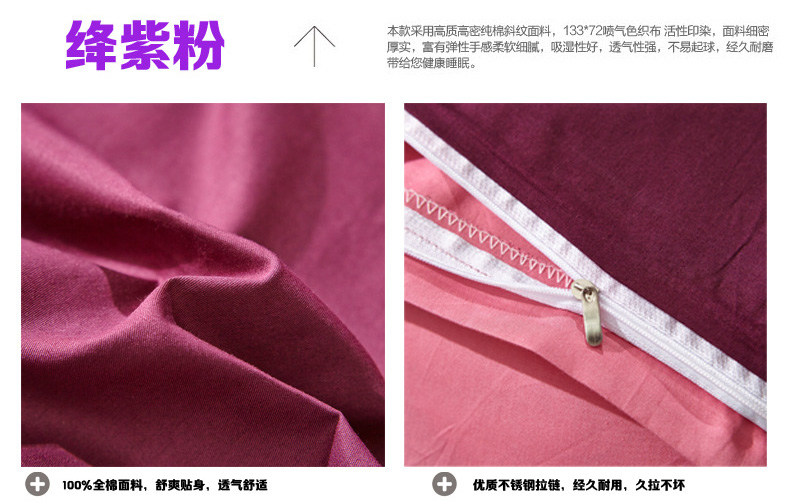 绛紫粉
本款采用高质高密纯棉斜纹面料，133*72喷气色织布 活性印染，面料细密
厚实，富有弹性手感柔软细腻，吸湿性好，透气性强，不易起球，经久耐磨
带给您健康睡眠。
100%全棉面料，舒爽贴身，透气舒适
优质不锈钢拉链，经久耐用，久拉不坏